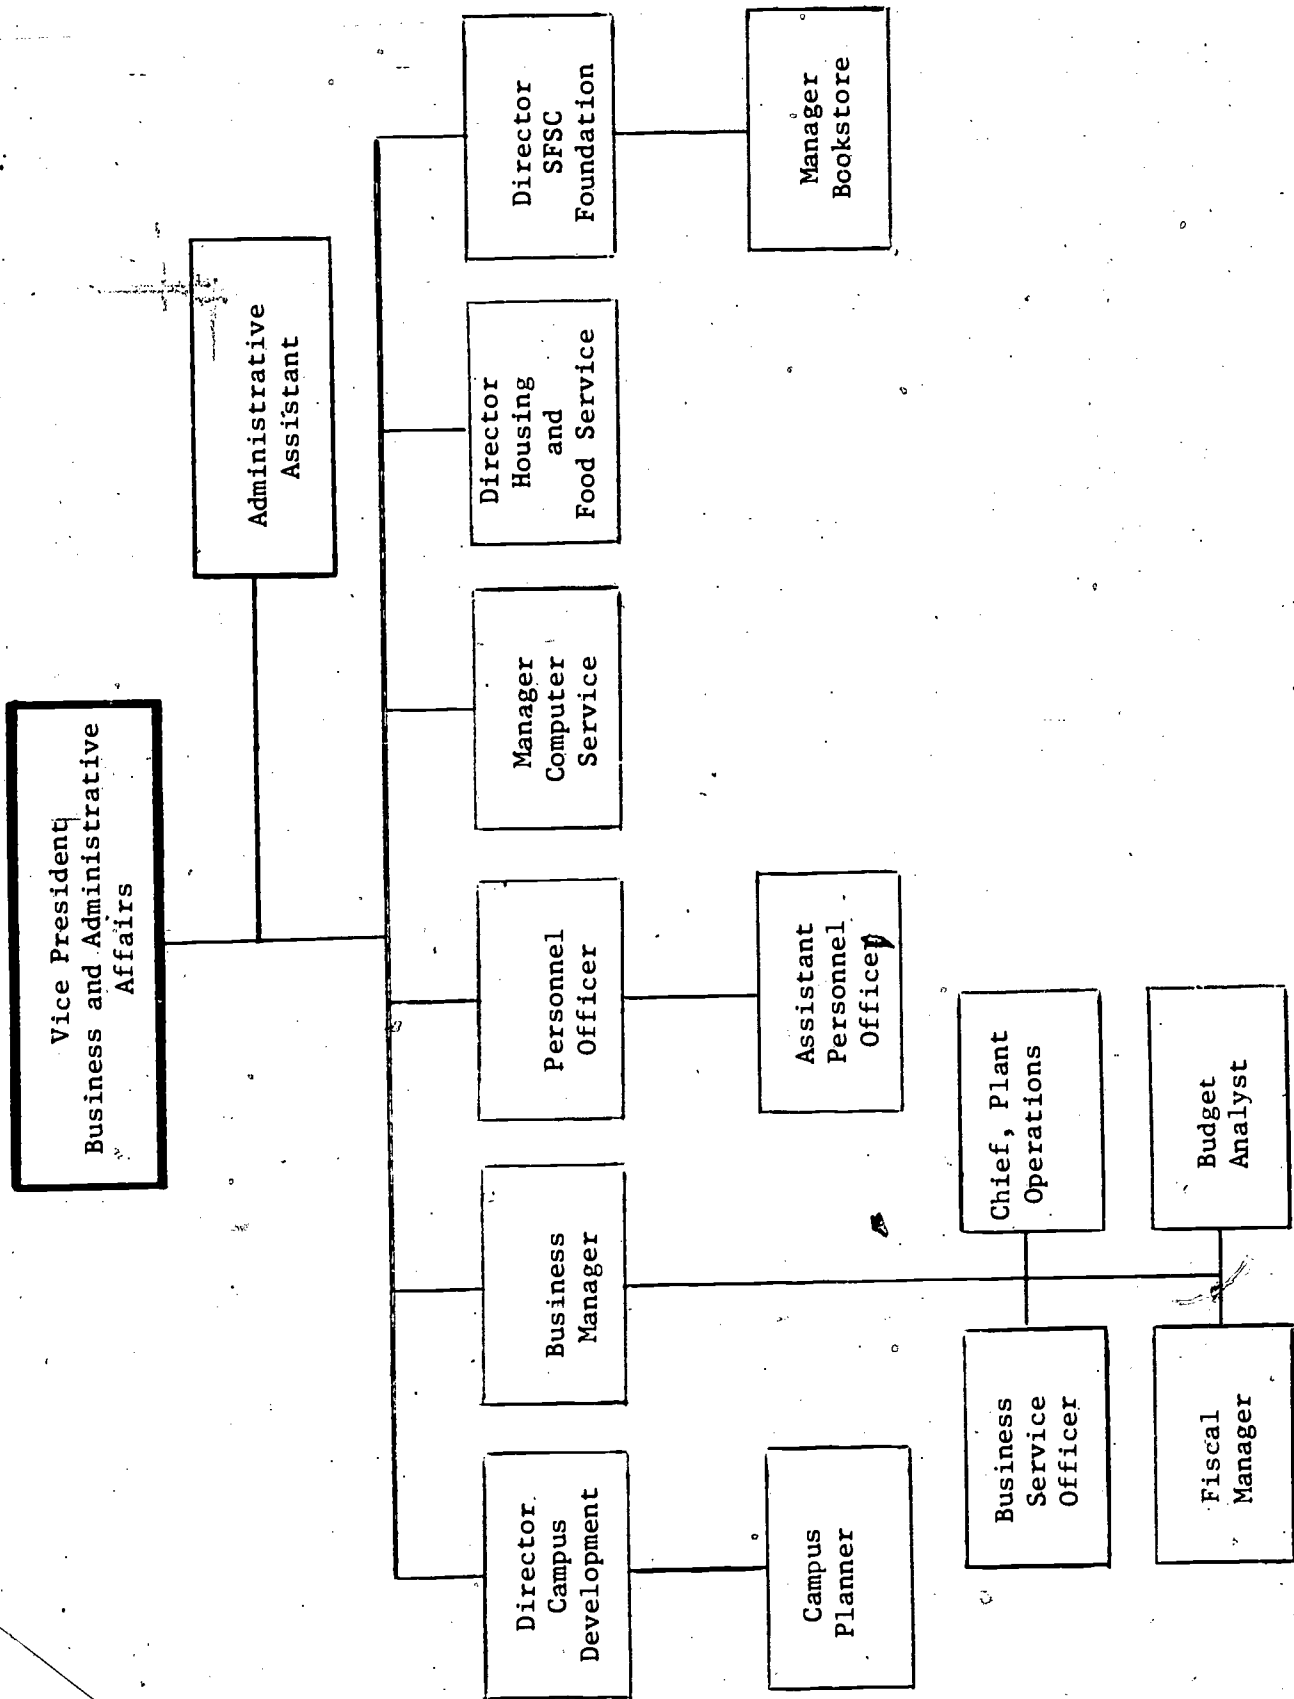 Vice President
Business and Administrative
Affairs
Administrative
Assistant
Director
Campus
Development
Business
Manager
Personnel
Officer
Manager
Computer
Service
Director
Housing
and
Food Service
Director
SFSC
Foundation
Campus
Planner
Assistant
Personnel
Officer
Manager
Bookstore
Business
Service
Officer
Chief, Plant
Operations
Fiscal
Manager
Budget
Analyst